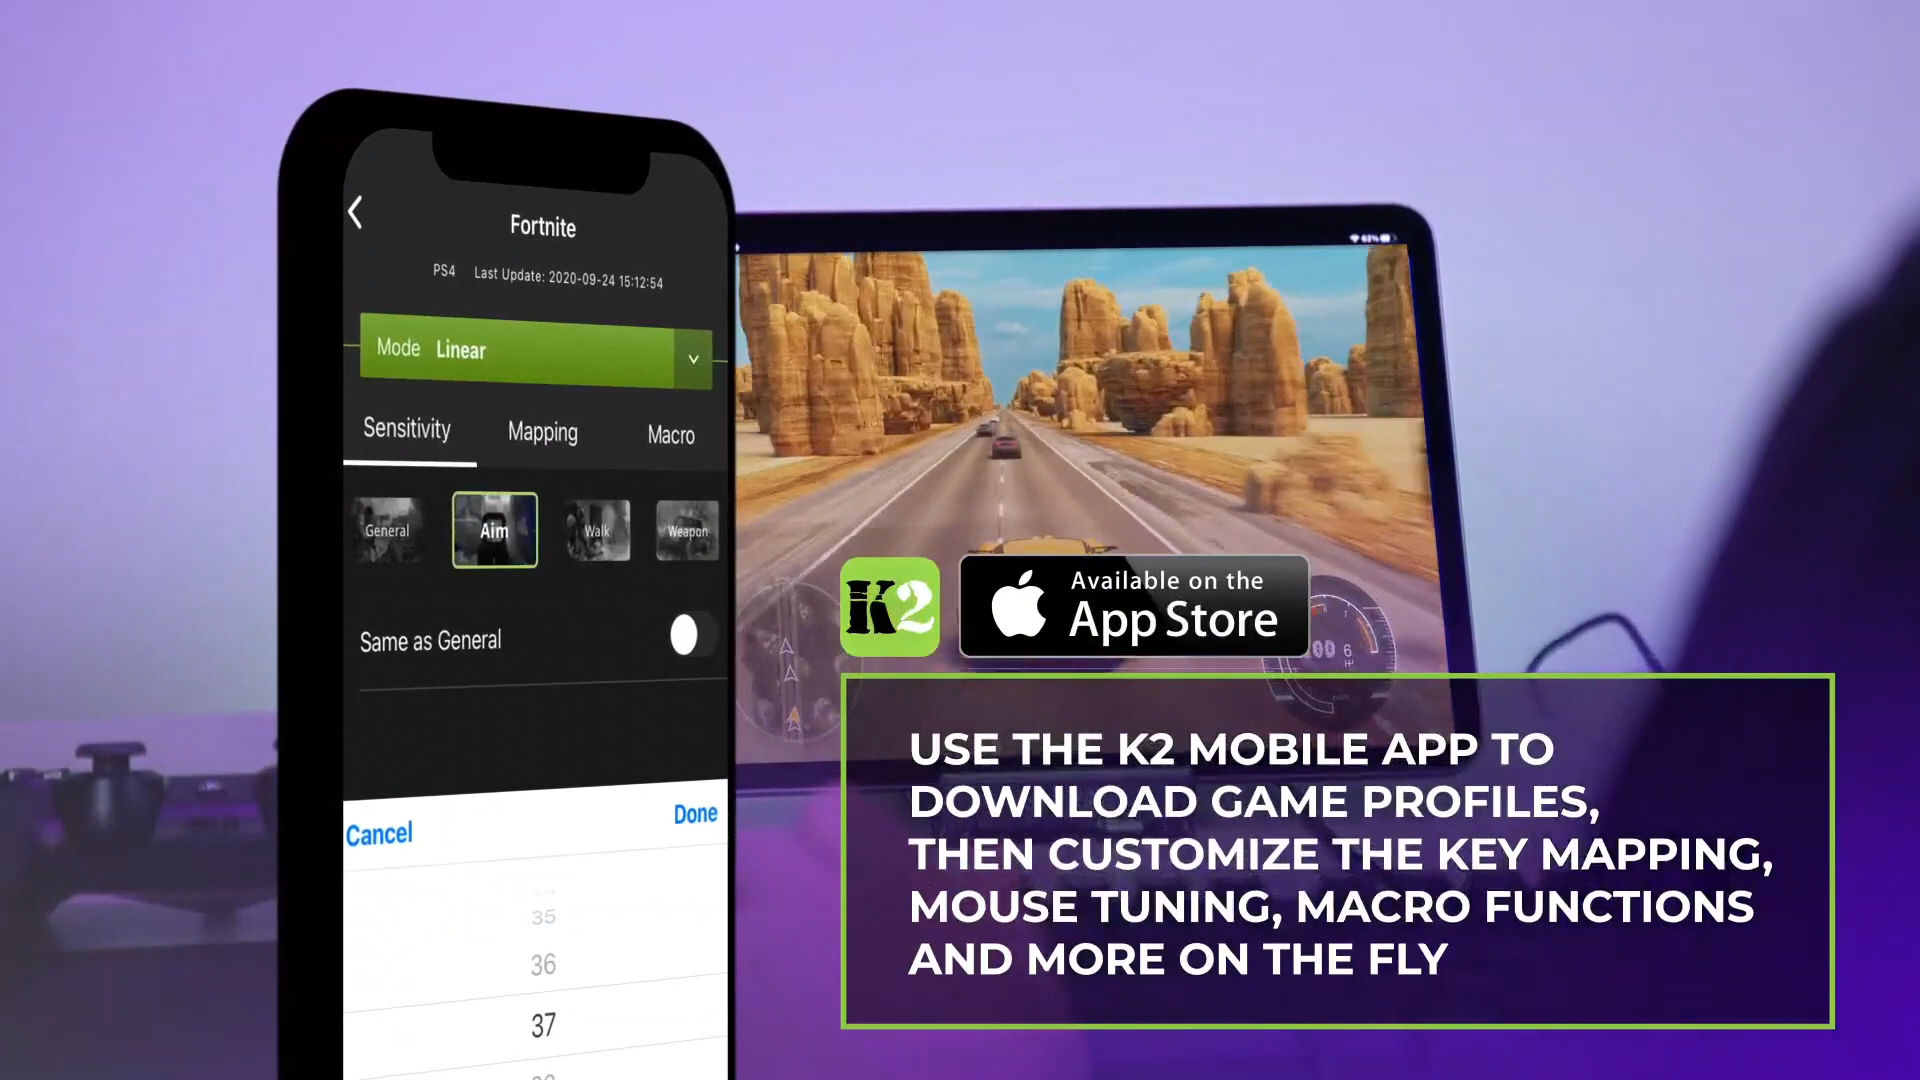 Fortnite
PS4 Last Update: 2020-09-24 15:12:54
Mode Linear
Sensitivity Mapping Macro
General Aim Walk Weapon
Same as General
Cancel Done
35
36
37
K2
Available on the
App Store
6
USE THE K2 MOBILE APP TO
DOWNLOAD GAME PROFILES,
THEN CUSTOMIZE THE KEY MAPPING,
MOUSE TUNING, MACRO FUNCTIONS
AND MORE ON THE FLY